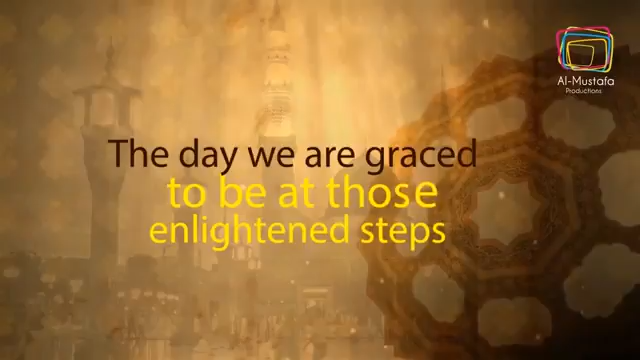 Al-Mustafa
Productions
The day we are graced
to be at those
enlightened steps